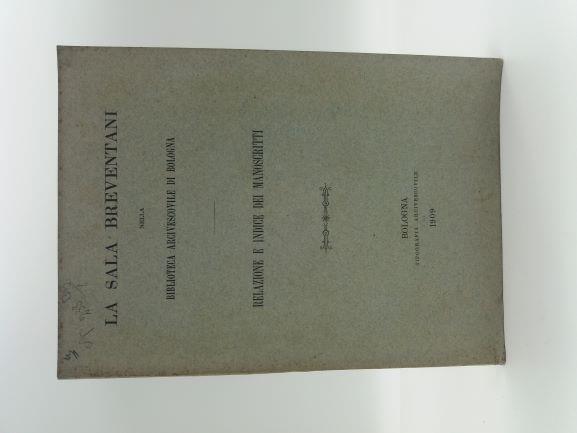 LA SALA BREVENTANI
NELLA
BIBLIOTECA ARCIVESCOVILE DI BOLOGNA
RELAZIONE E INDICE DEI MANOSCRITTI
BOLOGNA
TIPOGRAFIA ARCIVESCOVILE
1909